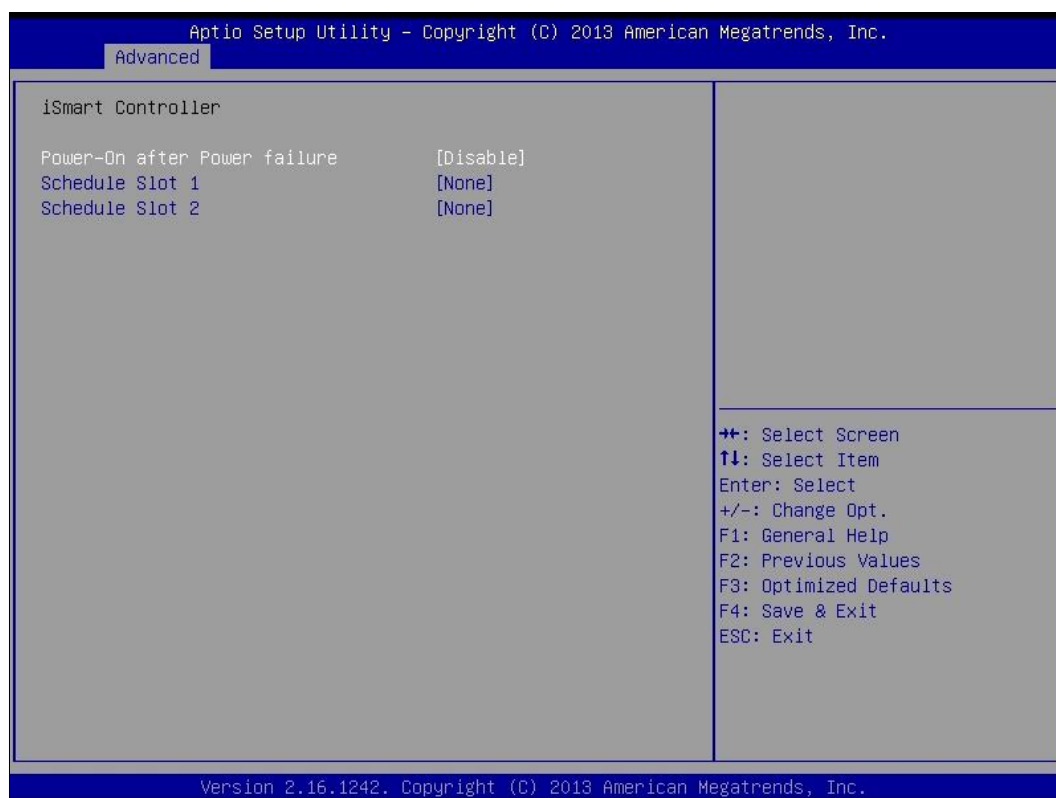 Aptio Setup Utility – Copyright (C) 2013 American Megatrends, Inc.
Advanced
iSmart Controller
Power-On after Power failure [Disable]
Schedule Slot 1 [None]
Schedule Slot 2 [None]
→←: Select Screen
↑↓: Select Item
Enter: Select
+/-: Change Opt.
F1: General Help
F2: Previous Values
F3: Optimized Defaults
F4: Save & Exit
ESC: Exit
Version 2.16.1242. Copyright (C) 2013 American Megatrends, Inc.